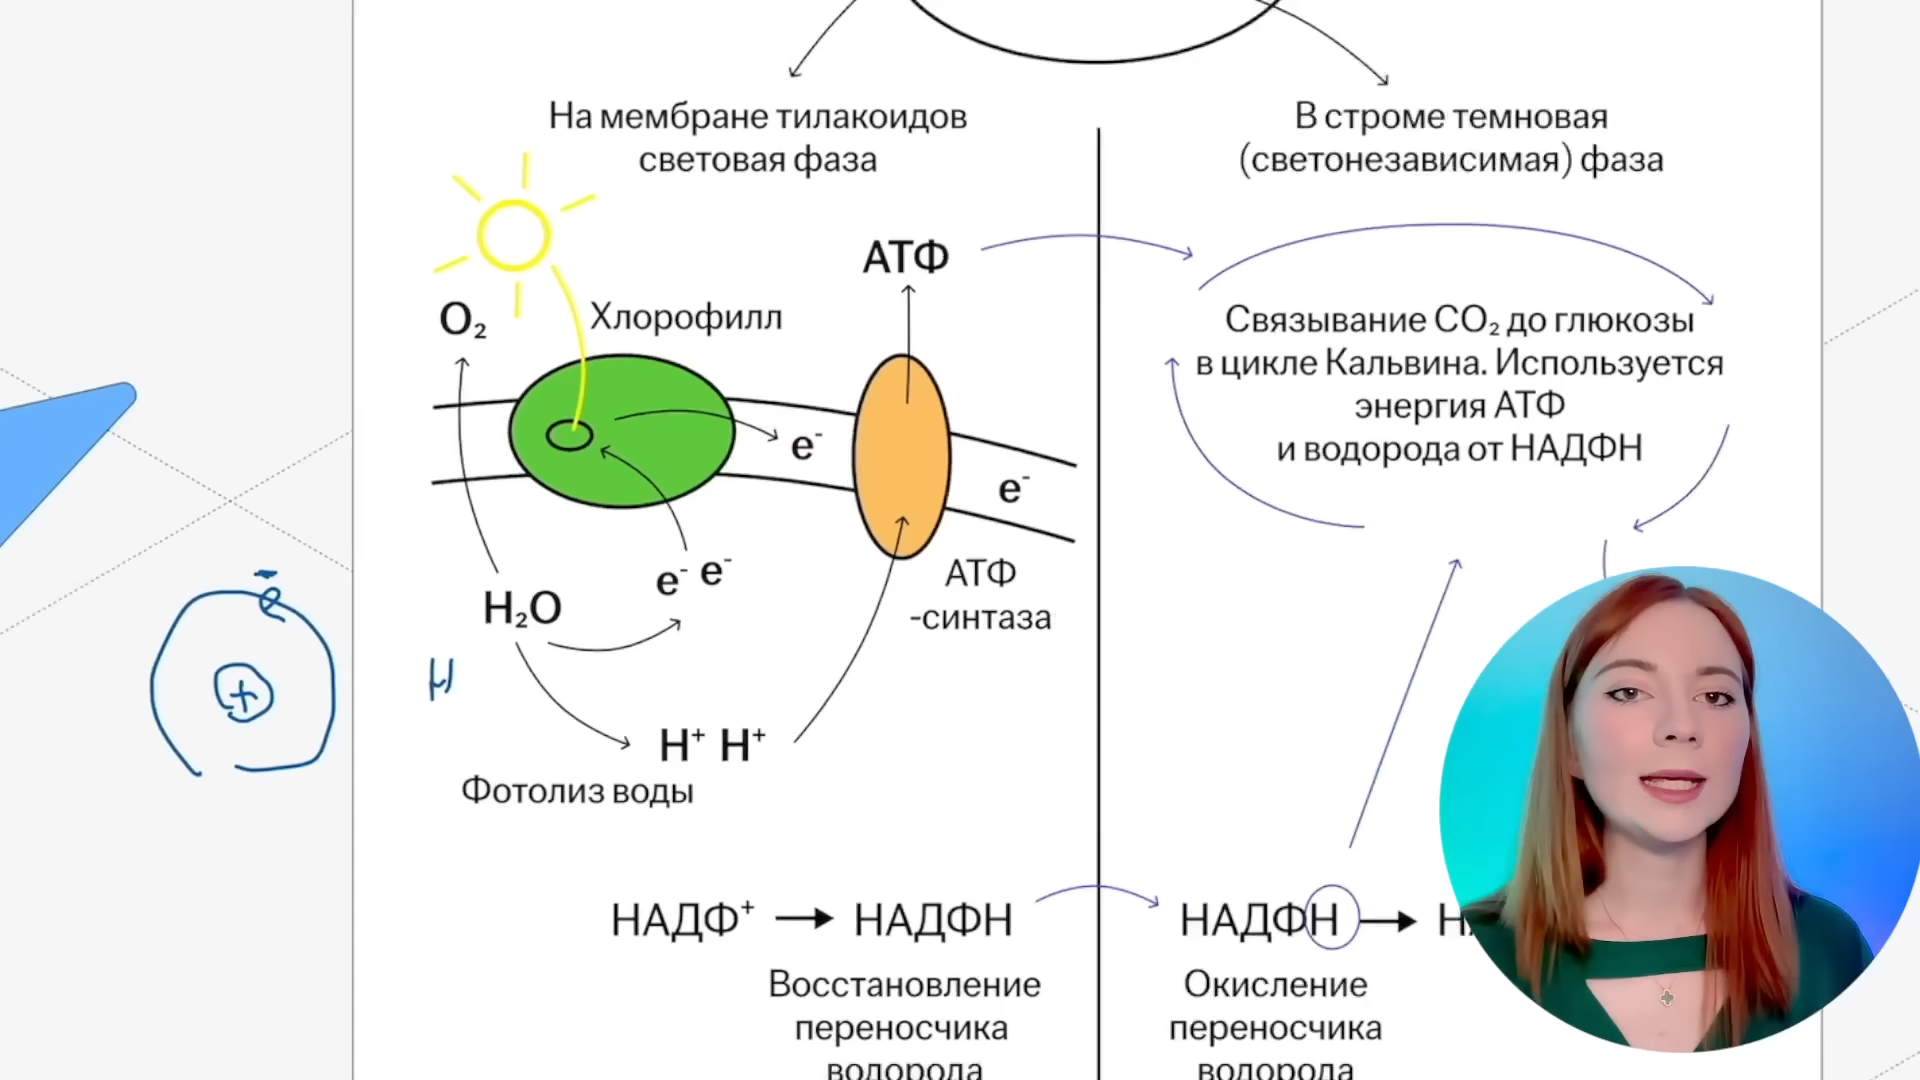 На мембране тилакоидов
световая фаза
В строме темновая
(светонезависимая) фаза
АТФ
O₂
Хлорофилл
e⁻
e⁻
H₂O
e⁻ e⁻
АТФ
-синтаза
H⁺ H⁺
Фотолиз воды
НАДФ⁺ → НАДФН
Восстановление
переносчика
водорода
Связывание CO₂ до глюкозы
в цикле Кальвина. Используется
энергия АТФ
и водорода от НАДФН
НАДФН →
Окисление
переносчика
водорода
ē
+